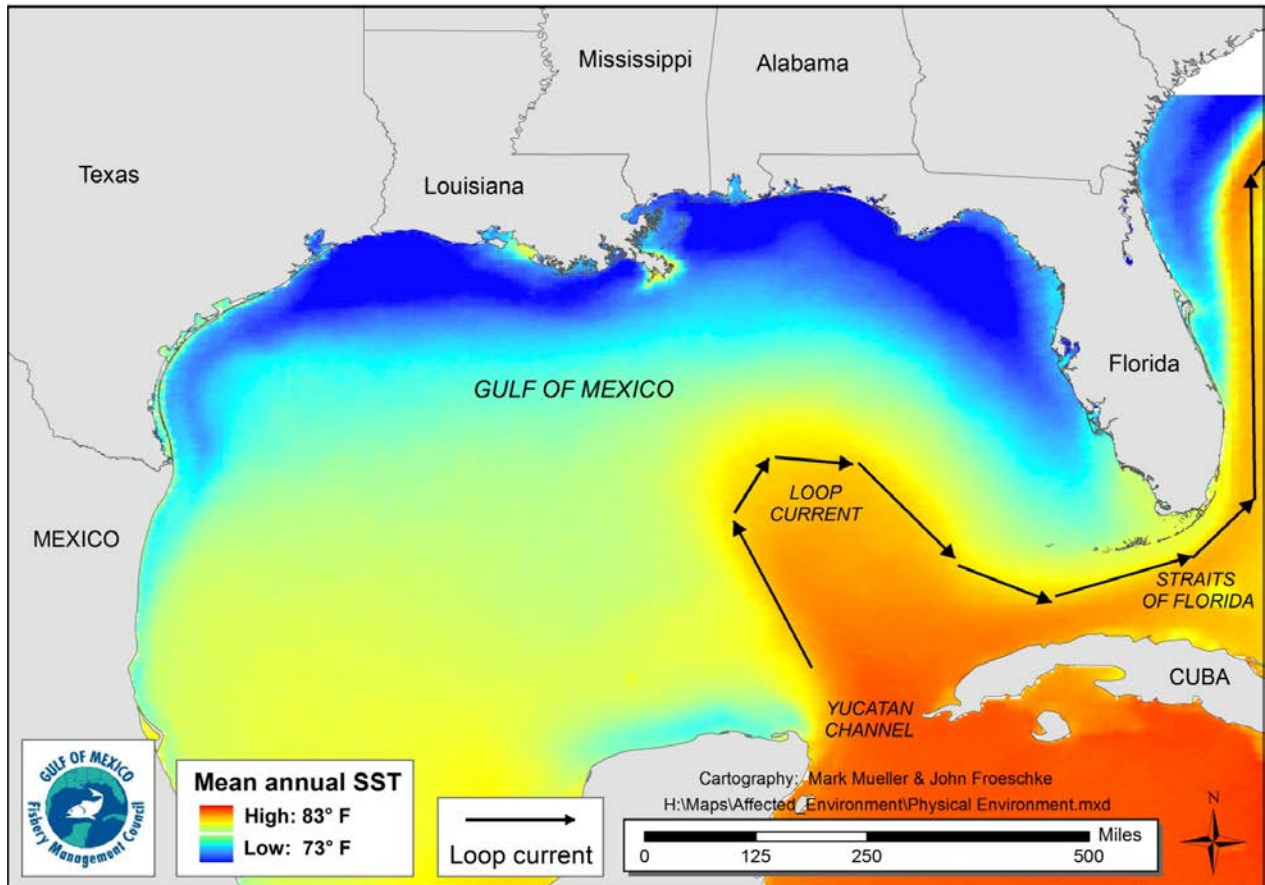 Mississippi
Alabama
Texas
Louisiana
GULF OF MEXICO
Florida
LOOP
CURRENT
MEXICO
STRAITS
OF FLORIDA
CUBA
YUCATAN
CHANNEL
GULF OF MEXICO
Fishery Management Council
Mean annual SST
High: 83° F
Low: 73° F
Loop current
Cartography: Mark Mueller & John Froeschke
H:\Maps\Affected_Environment\Physical Environment.mxd
N
Miles
0 125 250 500